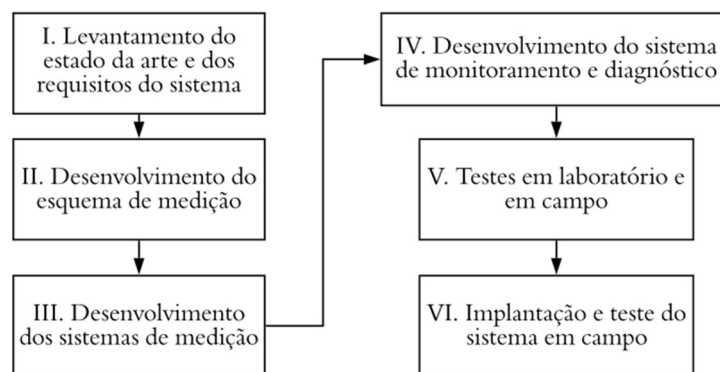 I. Levantamento do
estado da arte e dos
requisitos do sistema
II. Desenvolvimento do
esquema de medição
III. Desenvolvimento
dos sistemas de medição
IV. Desenvolvimento do sistema
de monitoramento e diagnóstico
V. Testes em laboratório e
em campo
VI. Implantação e teste do
sistema em campo